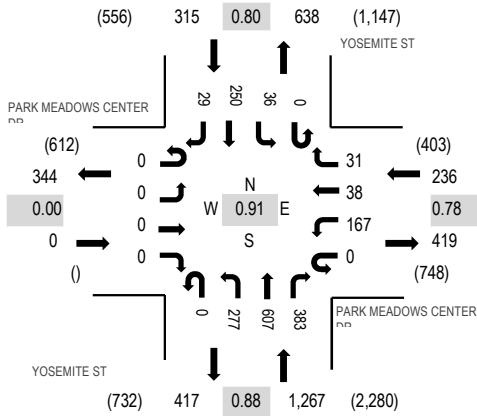 (556) 315 0.80 638 (1,147)
YOSEMITE ST
29 250 36 0
PARK MEADOWS CENTER
(612)
(403)
344
0
31
236
0
N
38
0.00
W 0.91 E
0.78
0
167
0
S
419
0
0
()
(748)
0 277 607 383
PARK MEADOWS CENTER
YOSEMITE ST
(732) 417 0.88 1,267 (2,280)